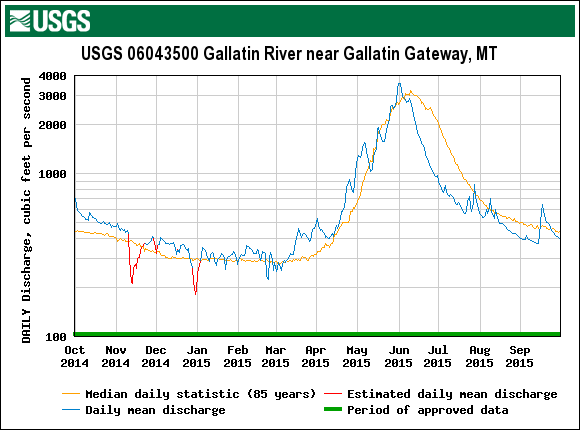 USGS
USGS 06043500 Gallatin River near Gallatin Gateway, MT
DAILY Discharge, cubic feet per second
4000
3000
2000
1000
100
Oct Nov Dec Jan Feb Mar Apr May Jun Jul Aug Sep
2014 2014 2014 2015 2015 2015 2015 2015 2015 2015 2015 2015
Median daily statistic (85 years) Estimated daily mean discharge
Daily mean discharge Period of approved data